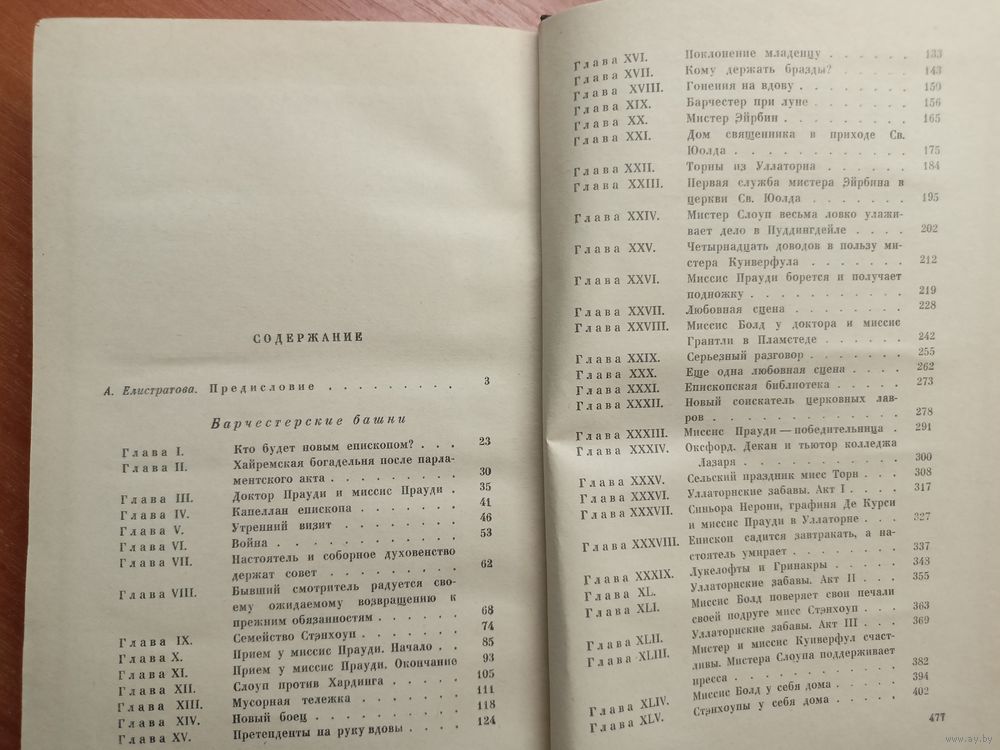 СОДЕРЖАНИЕ
А. Елистратова. Предисловие . . . . . . . . . 3
Барчестерские башни
Глава I. Кто будет новым епископом? . . . 23
Глава II. Хайремская богадельня после парла-
ментского акта . . . . . . . . 30
Глава III. Доктор Прауди и миссис Прауди . 35
Глава IV. Капеллан епископа . . . . . . . 41
Глава V. Утренний визит . . . . . . . 46
Глава VI. Война . . . . . . . . . . . 53
Глава VII. Настоятель и соборное духовенство
держат совет . . . . . . . . 62
Глава VIII. Бывший смотритель радуется сво-
ему ожидаемому возвращению к
прежним обязанностям . . . . 68
Глава IX. Семейство Стэнхоуп . . . . . . 74
Глава X. Прием у миссис Прауди. Начало . . 85
Глава XI. Прием у миссис Прауди. Окончание 93
Глава XII. Слоуп против Хардинга . . . . 105
Глава XIII. Мусорная тележка . . . . . . 111
Глава XIV. Новый боец . . . . . . . . 118
Глава XV. Претенденты на руку вдовы . . . 124
Глава XVI. Поклонение младенцу . . . . . . 133
Глава XVII. Кому держать бразды? . . . . . 143
Глава XVIII. Гонения на вдову . . . . . . . 150
Глава XIX. Барчестер при луне . . . . . . 156
Глава XX. Мистер Эйрбин . . . . . . . . 165
Глава XXI. Дом священника в приходе Св.
Юолда . . . . . . . . . . 175
Глава XXII. Торны из Уллаторна . . . . . . 184
Глава XXIII. Первая служба мистера Эйрбина в
церкви Св. Юолда . . . . . . 195
Глава XXIV. Мистер Слоуп весьма ловко улажи-
вает дело в Пуддингдейле . . . . 202
Глава XXV. Четырнадцать доводов в пользу ми-
стера Куиверфула . . . . . . . 212
Глава XXVI. Миссис Прауди борется и получает
подножку . . . . . . . . . . 219
Глава XXVII. Любовная сцена . . . . . . . . 228
Глава XXVIII. Миссис Болд у доктора и миссис
Грантли в Пламстеде . . . . . 242
Глава XXIX. Серьезный разговор . . . . . . 255
Глава XXX. Еще одна любовная сцена . . . . 262
Глава XXXI. Епископская библиотека . . . . . 273
Глава XXXII. Новый соискатель церковных лав-
ров . . . . . . . . . . . . 278
Глава XXXIII. Миссис Прауди — победительница . 291
Глава XXXIV. Оксфорд. Декан и тьютор колледжа
Лазаря . . . . . . . . . . 300
Глава XXXV. Сельский праздник мисс Торн . . . 308
Глава XXXVI. Уллаторнские забавы. Акт I . . . . 317
Глава XXXVII. Синьора Нерони, графиня Де Курси
и миссис Прауди в Уллаторне . . . 327
Глава XXXVIII. Епископ садится завтракать, а на-
стоятель умирает . . . . . . . 337
Глава XXXIX. Лукелофты и Гринакры . . . . . 348
Глава XL. Уллаторнские забавы. Акт II . . . 355
Глава XLI. Миссис Болд поверяет свои печали
своей подруге мисс Стэнхоуп . . . 363
Глава XLII. Уллаторнские забавы. Акт III . . . 369
Глава XLIII. Мистер и миссис Куиверфул счаст-
ливы. Мистера Слоупа поддерживает
пресса . . . . . . . . . . 382
Глава XLIV. Миссис Болд у себя дома . . . . . 394
Глава XLV. Стэнхоупы у себя дома . . . . . 402
477
www.ay.by